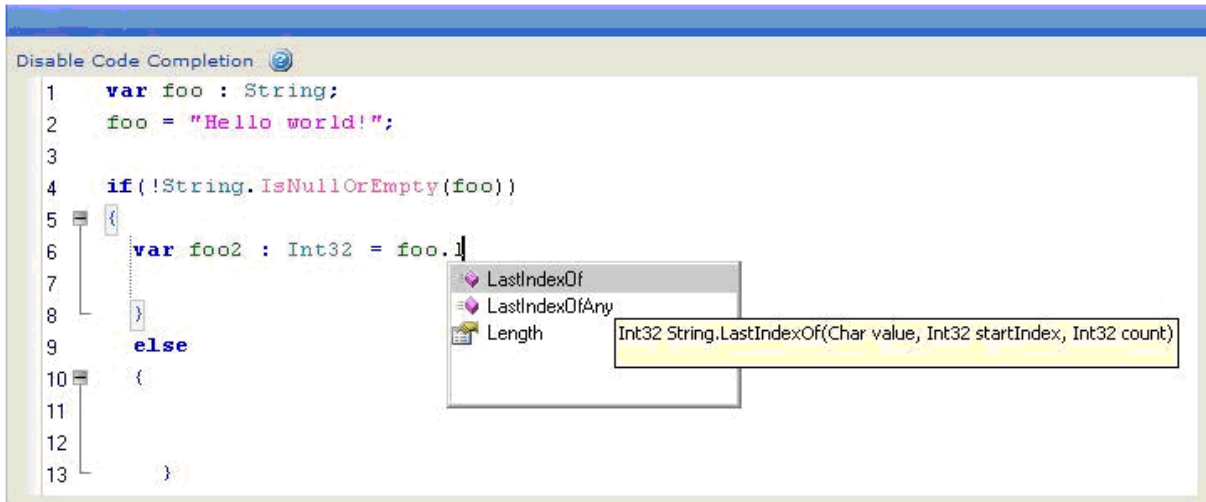 Disable Code Completion
1 var foo : String;
2 foo = "Hello world!";
3
4 if(!String.IsNullOrEmpty(foo))
5 {
6 var foo2 : Int32 = foo.l
7
LastIndexOf
LastIndexOfAny
Length
Int32 String.LastIndexOf(Char value, Int32 startIndex, Int32 count)
8 }
9 else
10 {
11
12
13 }